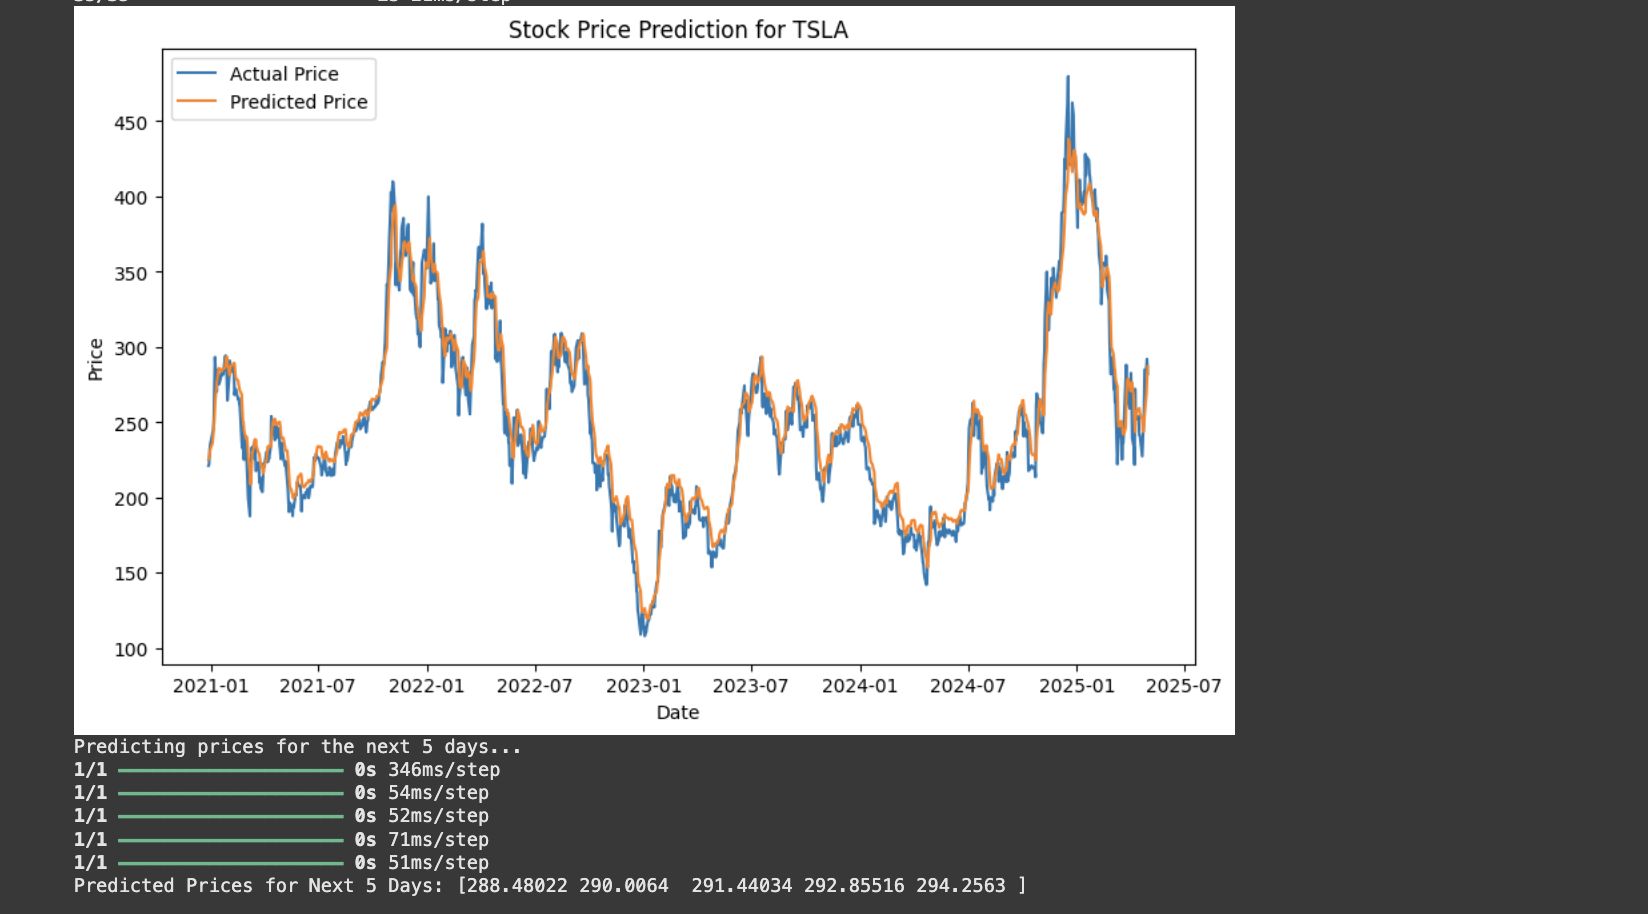 Stock Price Prediction for TSLA
Actual Price
Predicted Price
450
400
350
300
250
200
150
100
Price
2021-01 2021-07 2022-01 2022-07 2023-01 2023-07 2024-01 2024-07 2025-01 2025-07
Date
Predicting prices for the next 5 days...
1/1 0s 346ms/step
1/1 0s 54ms/step
1/1 0s 52ms/step
1/1 0s 71ms/step
1/1 0s 51ms/step
Predicted Prices for Next 5 Days: [288.48022 290.0064  291.44034 292.85516 294.2563 ]